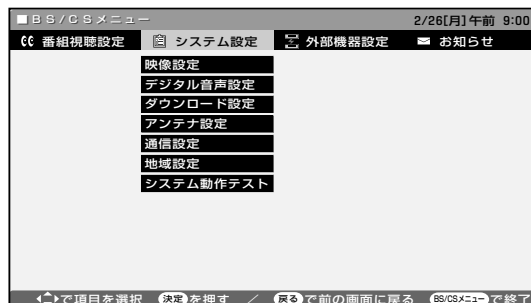 ■BS/CSメニュー 2/26[月]午前 9:00
番組視聴設定 システム設定 外部機器設定 お知らせ
映像設定
デジタル音声設定
ダウンロード設定
アンテナ設定
通信設定
地域設定
システム動作テスト
で項目を選択 決定を押す ／ 戻るで前の画面に戻る BS/CSメニューで終了